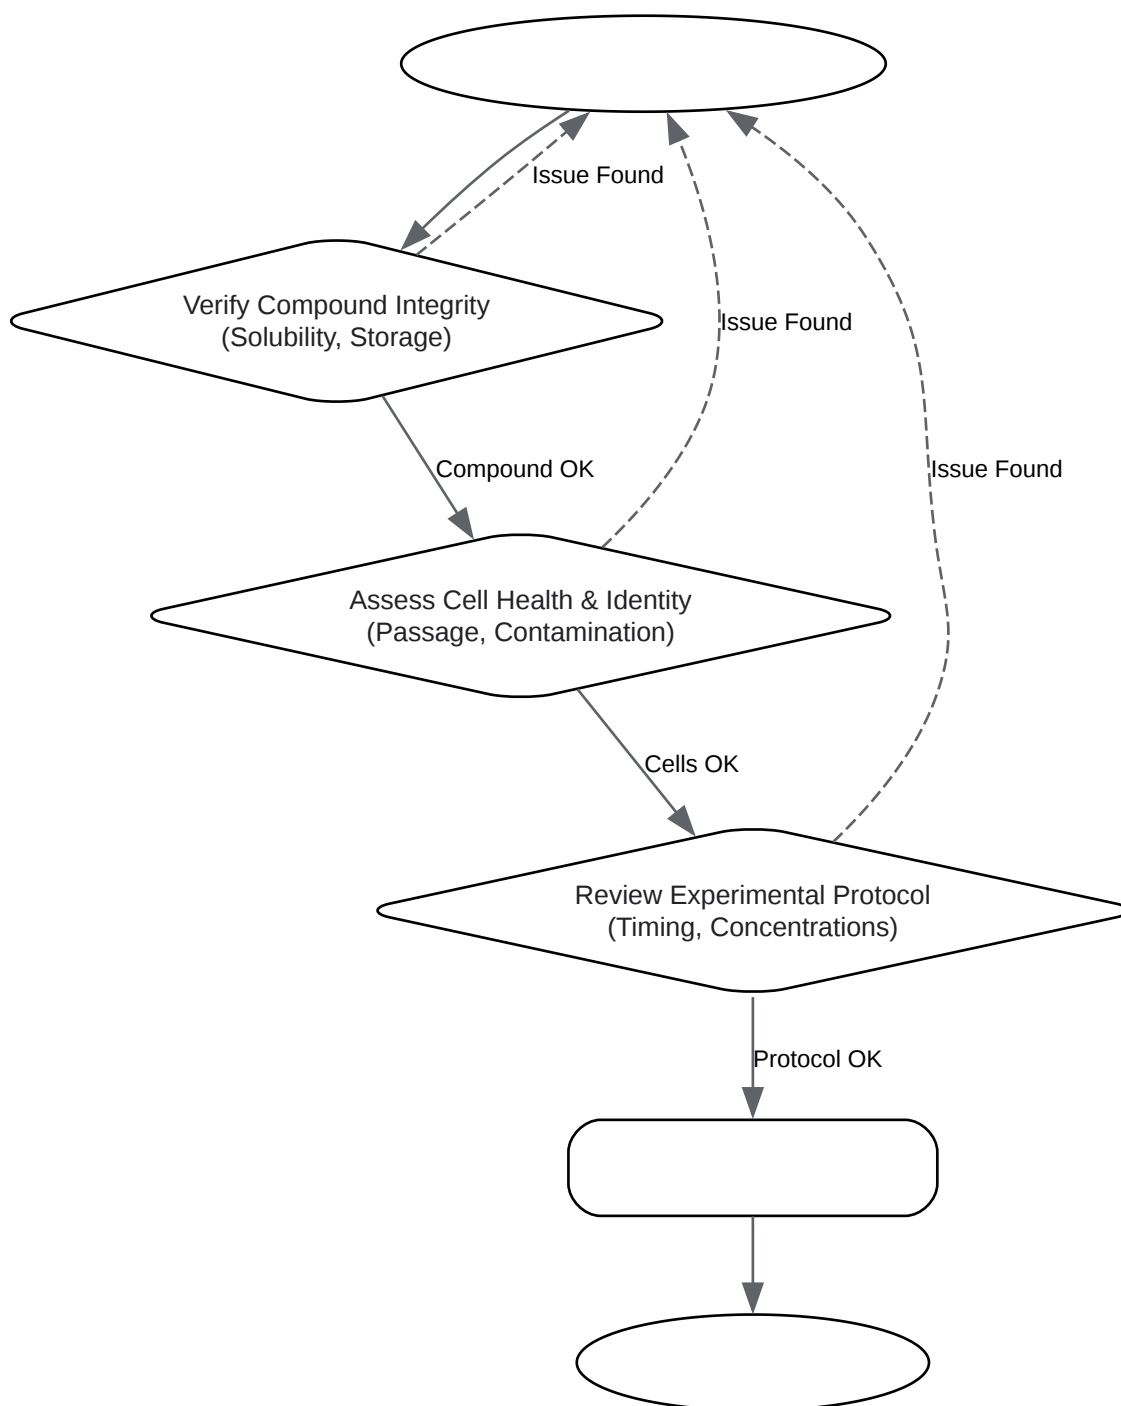 Issue Found
Verify Compound Integrity
(Solubility, Storage)
Issue Found
Compound OK
Issue Found
Assess Cell Health & Identity
(Passage, Contamination)
Cells OK
Review Experimental Protocol
(Timing, Concentrations)
Protocol OK